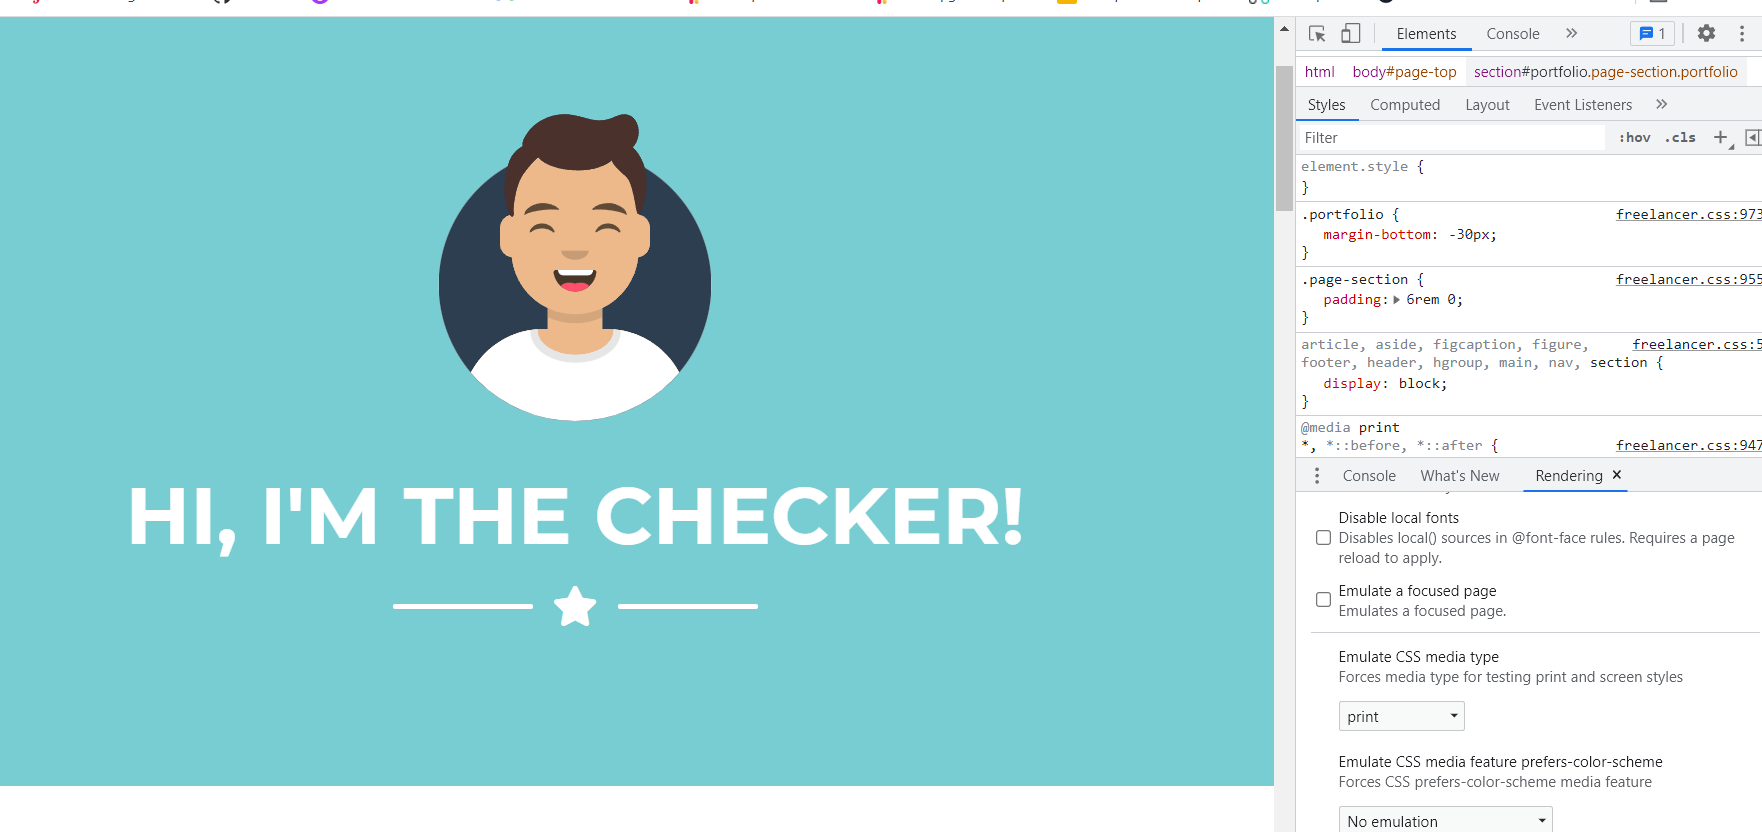 HI, I'M THE CHECKER!
Elements Console » 1
html body#page-top section#portfolio.page-section.portfolio
Styles Computed Layout Event Listeners »
Filter :hov .cls +
element.style {
}
.portfolio { freelancer.css:973
margin-bottom: -30px;
}
.page-section { freelancer.css:955
padding: 6rem 0;
}
article, aside, figcaption, figure, freelancer.css:5
footer, header, hgroup, main, nav, section {
display: block;
}
@media print
*, *::before, *::after { freelancer.css:947
Console What's New Rendering ×
Disable local fonts
Disables local() sources in @font-face rules. Requires a page
reload to apply.
Emulate a focused page
Emulates a focused page.
Emulate CSS media type
Forces media type for testing print and screen styles
print
Emulate CSS media feature prefers-color-scheme
Forces CSS prefers-color-scheme media feature
No emulation